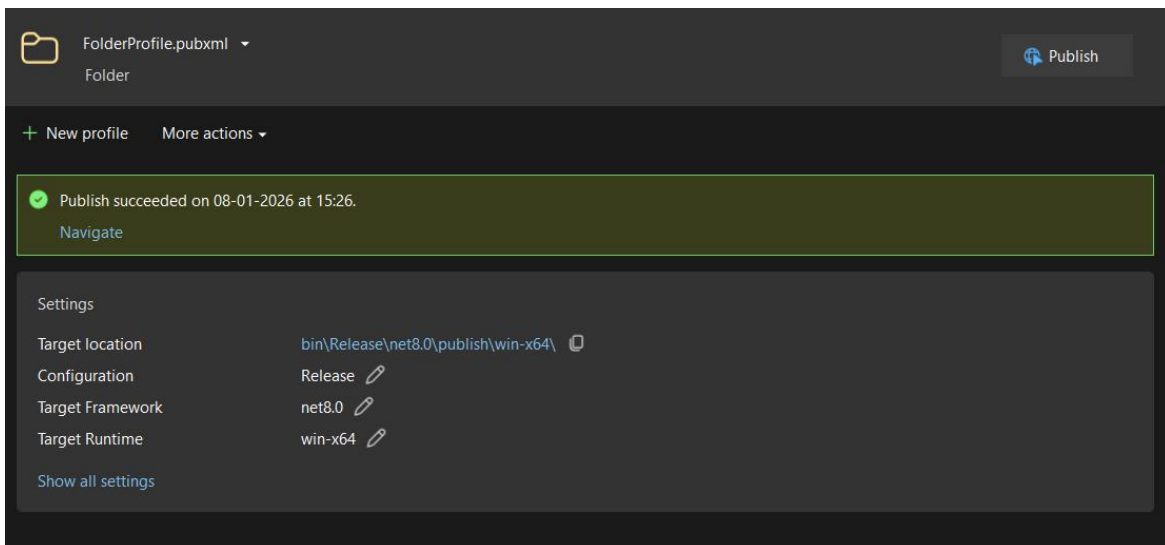 FolderProfile.pubxml
Folder
Publish
New profile
More actions
Publish succeeded on 08-01-2026 at 15:26.
Navigate
Settings
Target location bin\Release\net8.0\publish\win-x64\
Configuration Release
Target Framework net8.0
Target Runtime win-x64
Show all settings